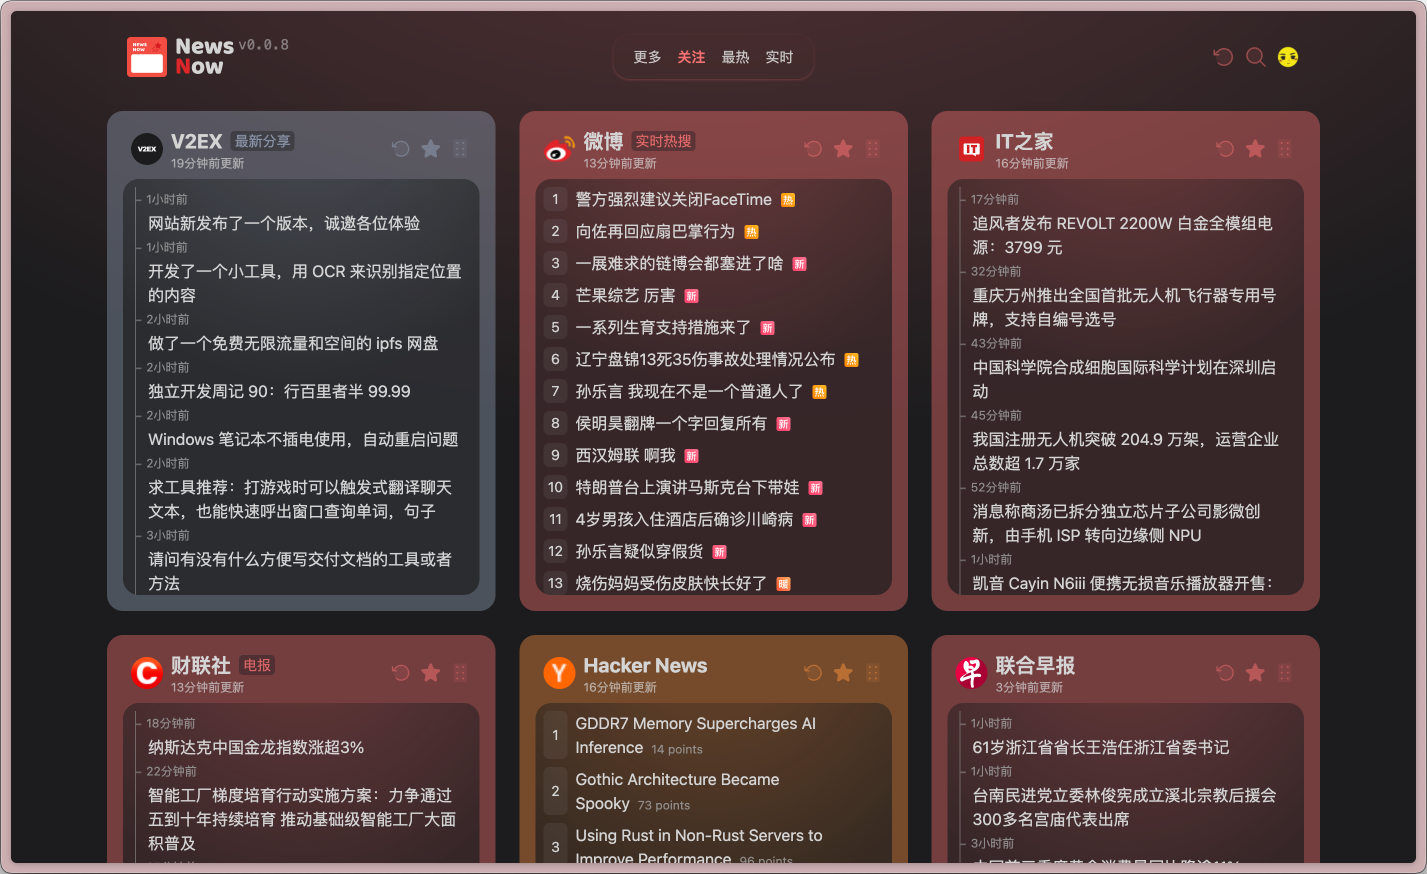 NEWS
NOW
News
Now
v0.0.8
更多 关注 最热 实时
V2EX
V2EX 最新分享
19分钟前更新
1小时前
网站新发布了一个版本，诚邀各位体验
1小时前
开发了一个小工具，用 OCR 来识别指定位置
的内容
2小时前
做了一个免费无限流量和空间的 ipfs 网盘
2小时前
独立开发周记 90：行百里者半 99.99
2小时前
Windows 笔记本不插电使用，自动重启问题
2小时前
求工具推荐：打游戏时可以触发式翻译聊天
文本，也能快速呼出窗口查询单词，句子
3小时前
请问有没有什么方便写交付文档的工具或者
方法
微博 实时热搜
13分钟前更新
1 警方强烈建议关闭FaceTime 热
2 向佐再回应扇巴掌行为 热
3 一展难求的链博会都塞进了啥 新
4 芒果综艺 厉害 新
5 一系列生育支持措施来了 新
6 辽宁盘锦13死35伤事故处理情况公布 热
7 孙乐言 我现在不是一个普通人了 热
8 侯明昊翻牌一个字回复所有 新
9 西汉姆联 啊我 新
10 特朗普台上演讲马斯克台下带娃 新
11 4岁男孩入住酒店后确诊川崎病 新
12 孙乐言疑似穿假货 新
13 烧伤妈妈受伤皮肤快长好了 暖
IT
IT之家
16分钟前更新
17分钟前
追风者发布 REVOLT 2200W 白金全模组电
源：3799 元
32分钟前
重庆万州推出全国首批无人机飞行器专用号
牌，支持自编号选号
43分钟前
中国科学院合成细胞国际科学计划在深圳启
动
45分钟前
我国注册无人机突破 204.9 万架，运营企业
总数超 1.7 万家
52分钟前
消息称商汤已拆分独立芯片子公司影微创
新，由手机 ISP 转向边缘侧 NPU
1小时前
凯音 Cayin N6iii 便携无损音乐播放器开售：
C
财联社 电报
13分钟前更新
18分钟前
纳斯达克中国金龙指数涨超3%
22分钟前
智能工厂梯度培育行动实施方案：力争通过
五到十年持续培育 推动基础级智能工厂大面
积普及
Y
Hacker News
16分钟前更新
1 GDDR7 Memory Supercharges AI
Inference 14 points
2 Gothic Architecture Became
Spooky 73 points
3 Using Rust in Non-Rust Servers to
Improve Performance 96 points
早
联合早报
3分钟前更新
1小时前
61岁浙江省省长王浩任浙江省委书记
1小时前
台南民进党立委林俊宪成立溪北宗教后援会
300多名宫庙代表出席
3小时前